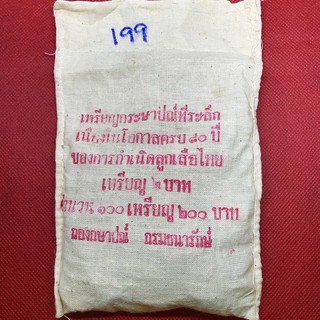 199
เหรียญกระษาปณ์ที่ระลึก
เนื่องในโอกาสครบ ๘๐ ปี
ของการกำเนิดลูกเสือไทย
เหรียญ ๒ บาท
จำนวน ๑๐๐ เหรียญ ๒๐๐ บาท
กองกษาปณ์ กรมธนารักษ์